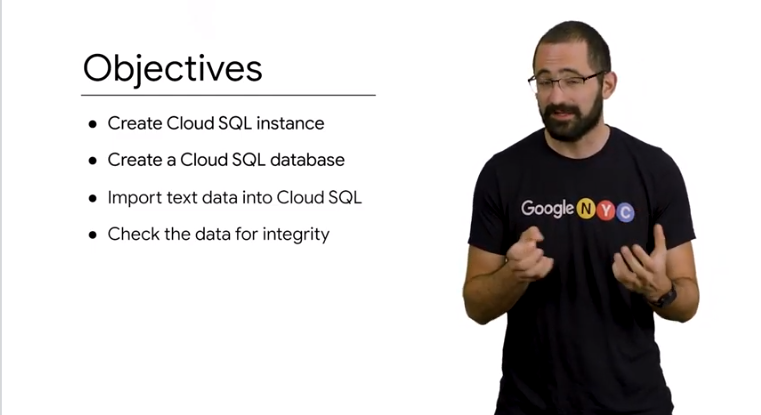 Objectives
● Create Cloud SQL instance
● Create a Cloud SQL database
● Import text data into Cloud SQL
● Check the data for integrity
Google NYC